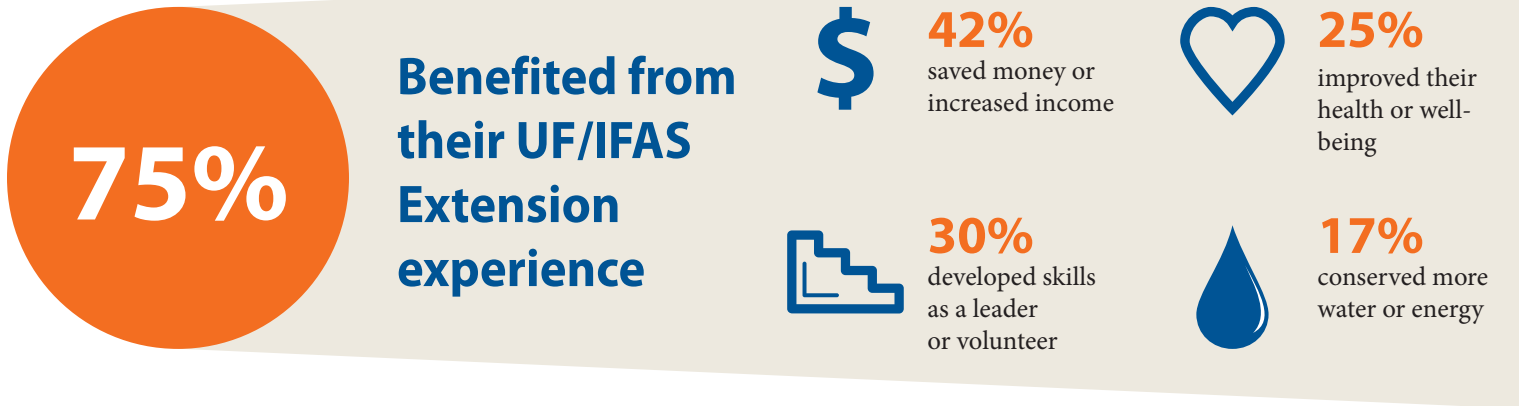 75%
Benefited from
their UF/IFAS
Extension
experience
42%
saved money or
increased income
25%
improved their
health or well-
being
30%
developed skills
as a leader
or volunteer
17%
conserved more
water or energy